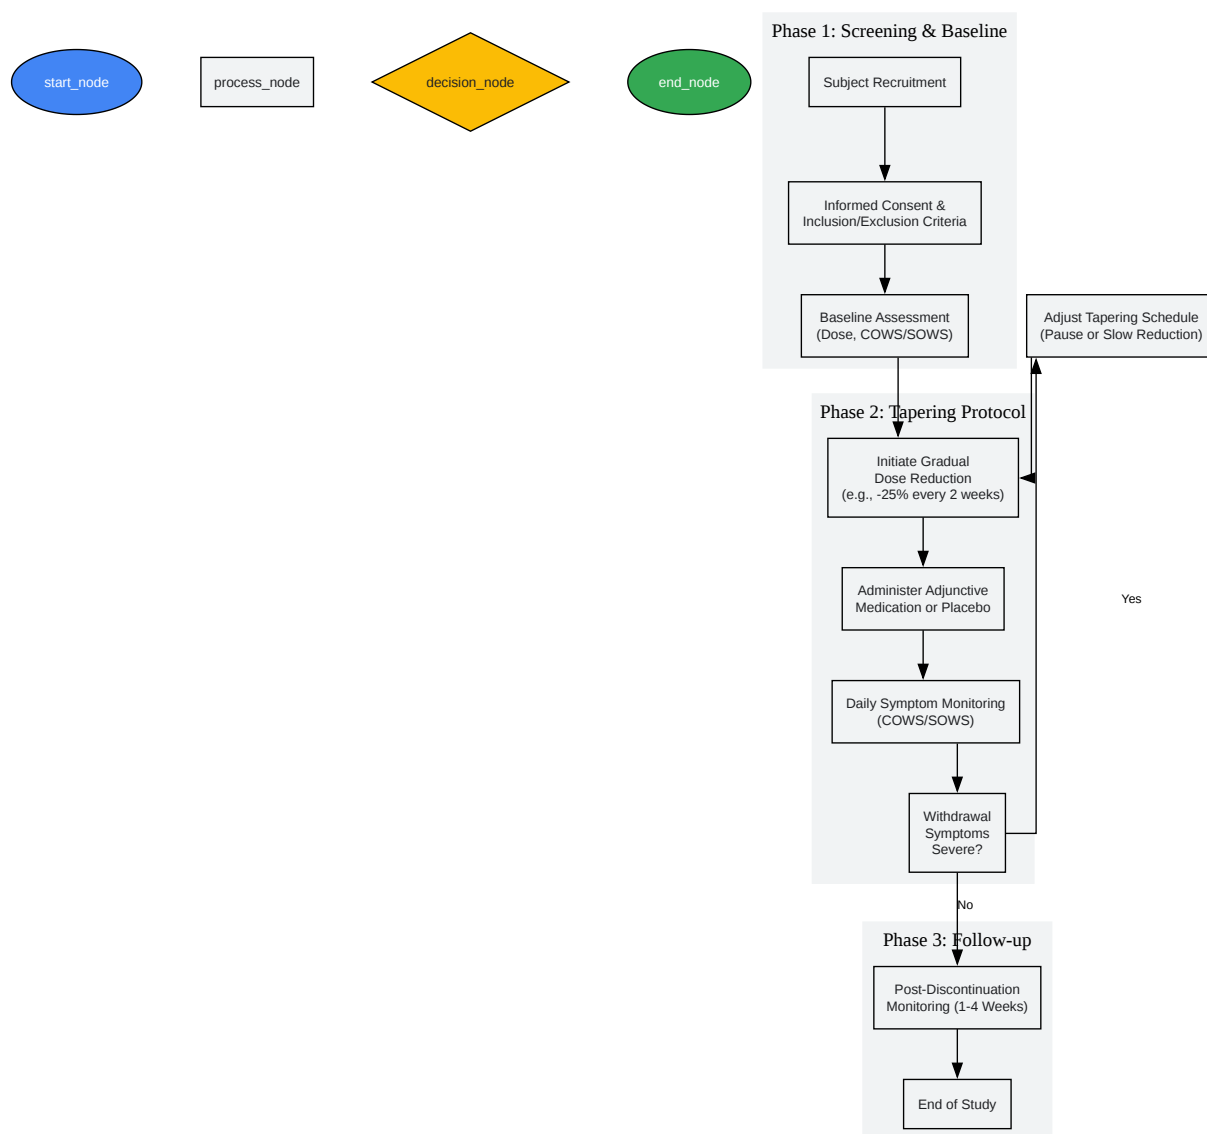 start_node
process_node
decision_node
end_node
Phase 1: Screening & Baseline
Subject Recruitment
Informed Consent &
Inclusion/Exclusion Criteria
Baseline Assessment
(Dose, COWS/SOWS)
Adjust Tapering Schedule
(Pause or Slow Reduction)
Phase 2: Tapering Protocol
Initiate Gradual
Dose Reduction
(e.g., -25% every 2 weeks)
Administer Adjunctive
Medication or Placebo
Yes
Daily Symptom Monitoring
(COWS/SOWS)
Withdrawal
Symptoms
Severe?
No
Phase 3: Follow-up
Post-Discontinuation
Monitoring (1-4 Weeks)
End of Study